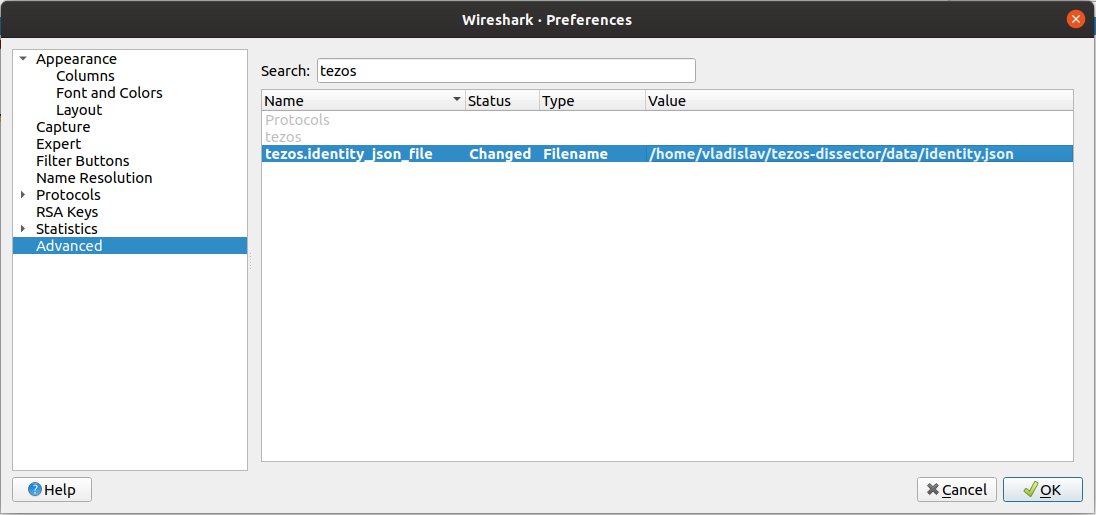 Wireshark · Preferences
Appearance
Columns
Font and Colors
Layout
Capture
Expert
Filter Buttons
Name Resolution
Protocols
RSA Keys
Statistics
Advanced
Search: tezos
Name Status Type Value
Protocols
tezos
tezos.identity_json_file Changed Filename /home/vladislav/tezos-dissector/data/identity.json
Help
Cancel
OK